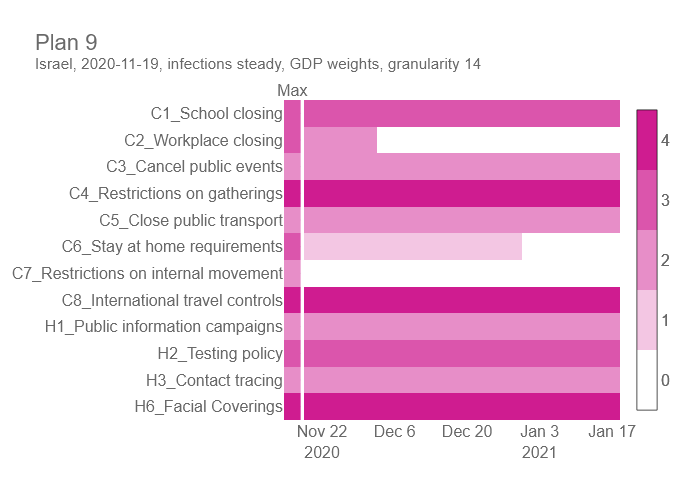 Plan 9
Israel, 2020-11-19, infections steady, GDP weights, granularity 14
Max
C1_School closing
C2_Workplace closing
C3_Cancel public events
C4_Restrictions on gatherings
C5_Close public transport
C6_Stay at home requirements
C7_Restrictions on internal movement
C8_International travel controls
H1_Public information campaigns
H2_Testing policy
H3_Contact tracing
H6_Facial Coverings
Nov 22 Dec 6 Dec 20 Jan 3 Jan 17
2020 2021
4
3
2
1
0